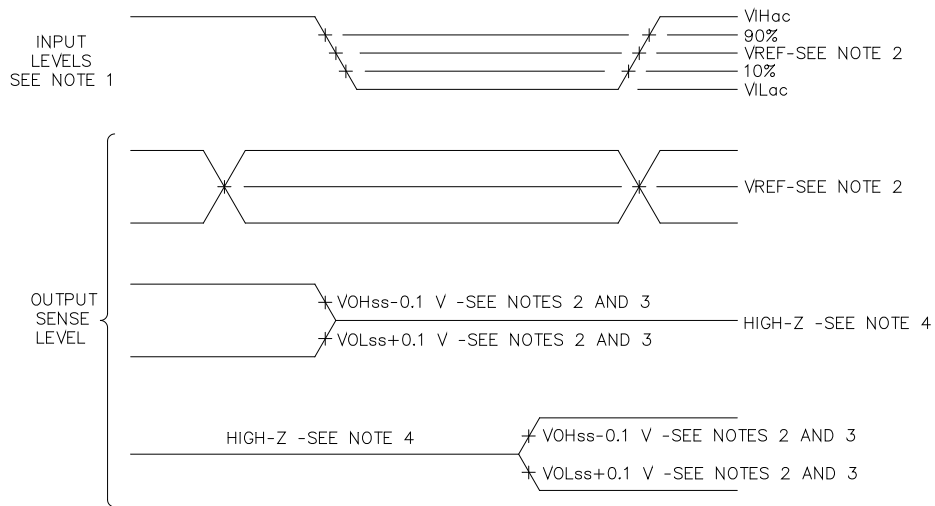 INPUT
LEVELS
SEE NOTE 1
VIHac
90%
VREF-SEE NOTE 2
10%
VILac
VREF-SEE NOTE 2
OUTPUT
SENSE
LEVEL
VOHss-0.1 V -SEE NOTES 2 AND 3
HIGH-Z -SEE NOTE 4
VOLss+0.1 V -SEE NOTES 2 AND 3
HIGH-Z -SEE NOTE 4
VOHss-0.1 V -SEE NOTES 2 AND 3
VOLss+0.1 V -SEE NOTES 2 AND 3